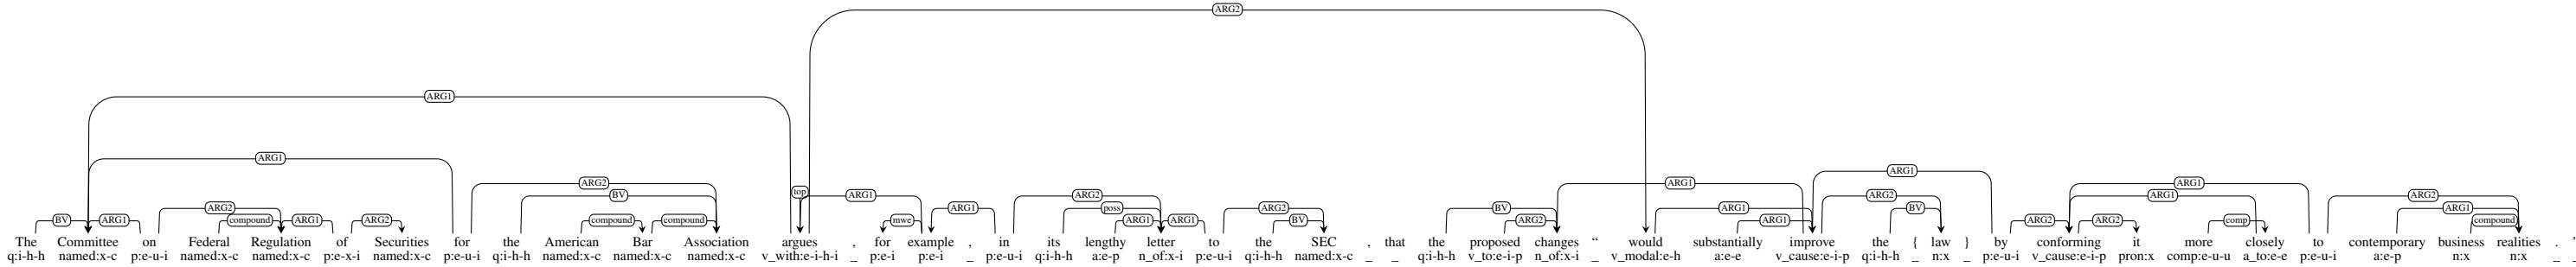 ARG2
ARG1
ARG1
ARG1
ARG2 BV top ARG1 ARG2 ARG1 ARG2 ARG1 ARG1 ARG2
ARG2 ARG1 poss ARG2 BV ARG1 BV ARG1
BV ARG1 compound ARG1 ARG2 compound compound mwe ARG1 ARG1 BV ARG2 ARG1 ARG2 ARG2 comp compound
The Committee on Federal Regulation of Securities for the American Bar Association argues , for example , in its lengthy letter to the SEC , that the proposed changes “ would substantially improve the { law } by conforming it more closely to contemporary business realities . ”
q:i-h-h named:x-c p:e-u-i named:x-c named:x-c p:e-x-i named:x-c p:e-u-i q:i-h-h named:x-c named:x-c named:x-c v_with:e-i-h-i _ p:e-i p:e-i _ p:e-u-i q:i-h-h a:e-p n_of:x-i p:e-u-i q:i-h-h named:x-c _ _ q:i-h-h v_to:e-i-p n_of:x-i _ v_modal:e-h a:e-e v_cause:e-i-p q:i-h-h _ n:x _ p:e-u-i v_cause:e-i-p pron:x comp:e-u-u a_to:e-e p:e-u-i a:e-p n:x n:x _ _